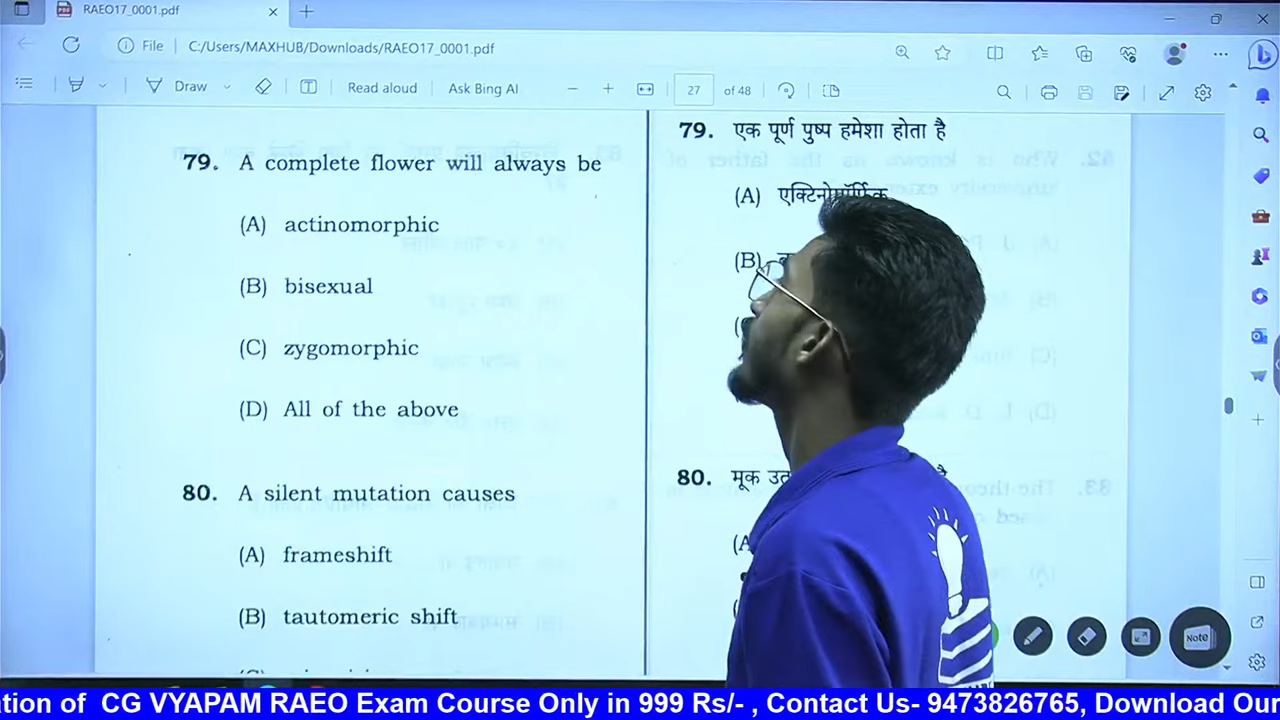 RAEO17_0001.pdf
File
C:/Users/MAXHUB/Downloads/RAEO17_0001.pdf
Draw
Read aloud
Ask Bing AI
27
of 48
79. A complete flower will always be
(A) actinomorphic
(B) bisexual
(C) zygomorphic
(D) All of the above
80. A silent mutation causes
(A) frameshift
(B) tautomeric shift
79. एक पूर्ण पुष्प हमेशा होता है
(A) एक्टिनोमॉर्फिक
(B)
80. मूक है
Note
ation of CG VYAPAM RAEO Exam Course Only in 999 Rs/- , Contact Us- 9473826765, Download Our